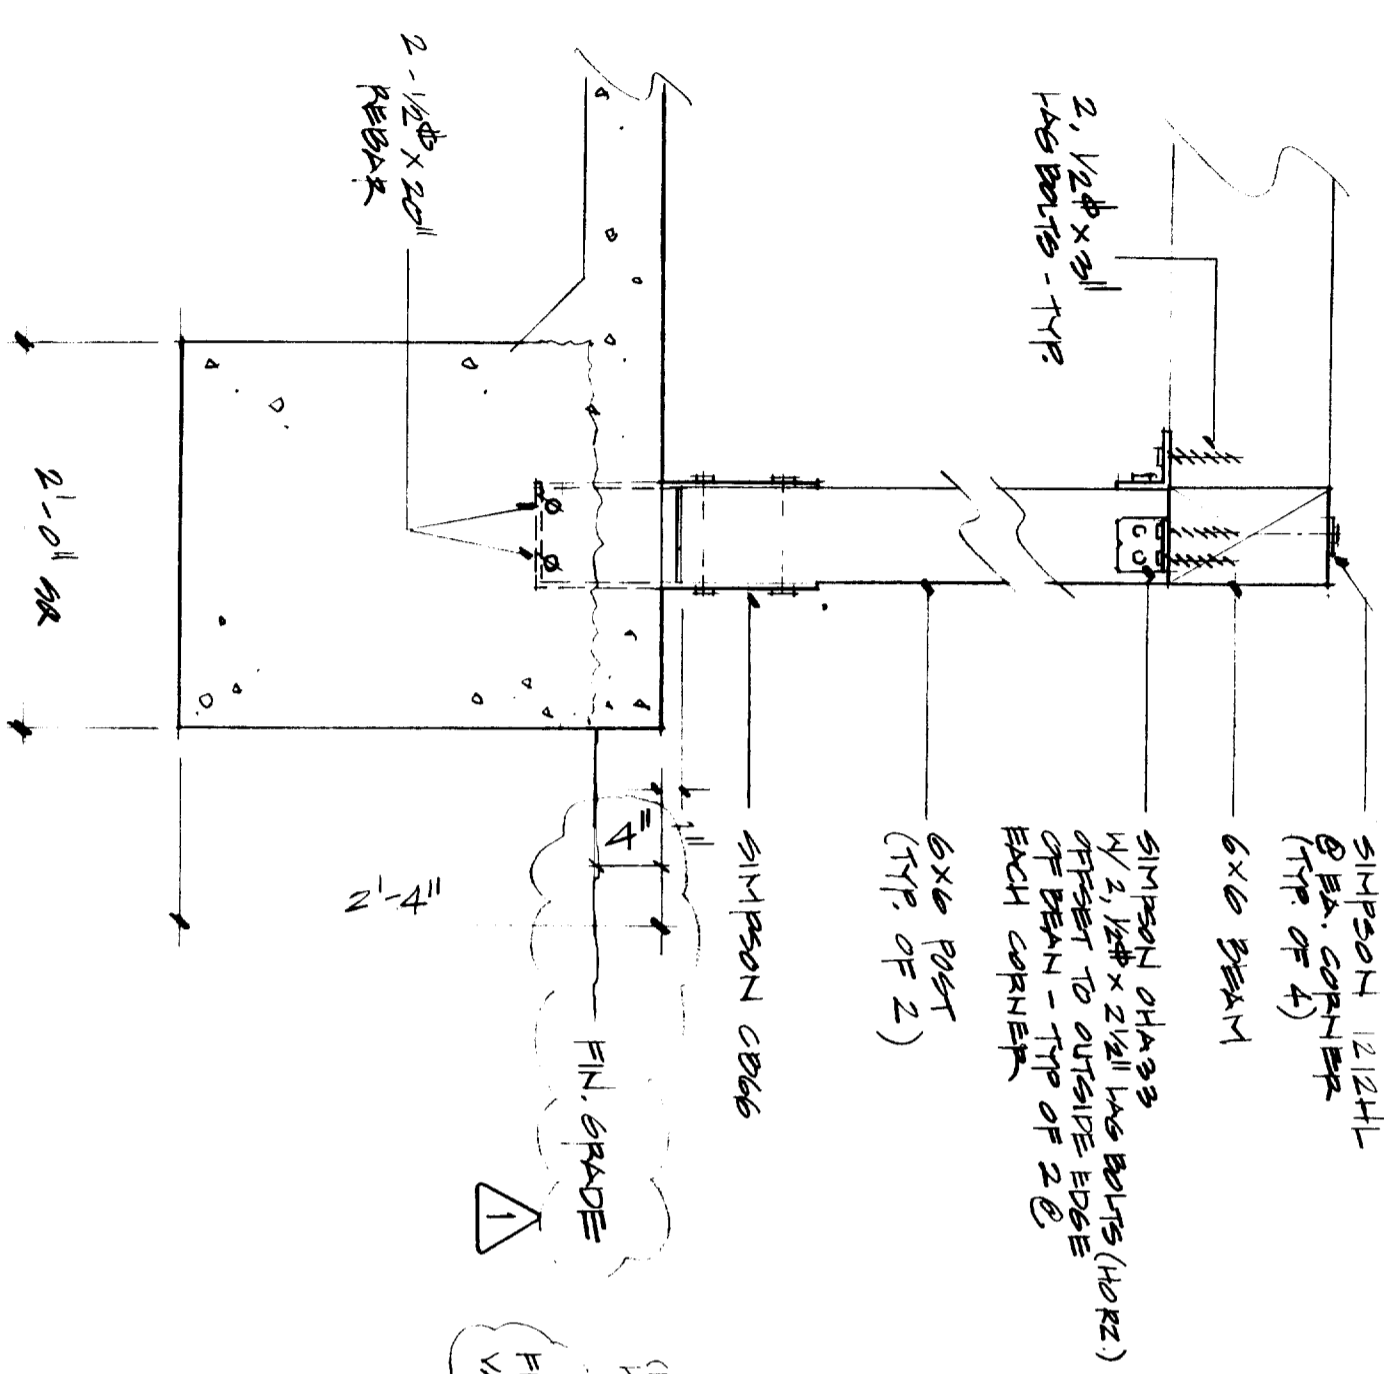 SIMPSON 1212HL
@ EA. CORNER
(TYP. OF 4)
6X6 BEAM
SIMPSON OHA33
W/ 2, 1/2"ϕ X 2 1/2" LAG BOLTS (HORZ.)
OFFSET TO OUTSIDE EDGE
OF BEAM - TYP OF 2 @
EACH CORNER
6X6 POST
(TYP. OF 2)
SIMPSON CB66
2, 1/2"ϕ X 3"
LAG BOLTS - TYP.
1"
4"
FIN. GRADE
1
2'-4"
2 - 1/2"ϕ X 20"
REBAR
2'-0" SQ